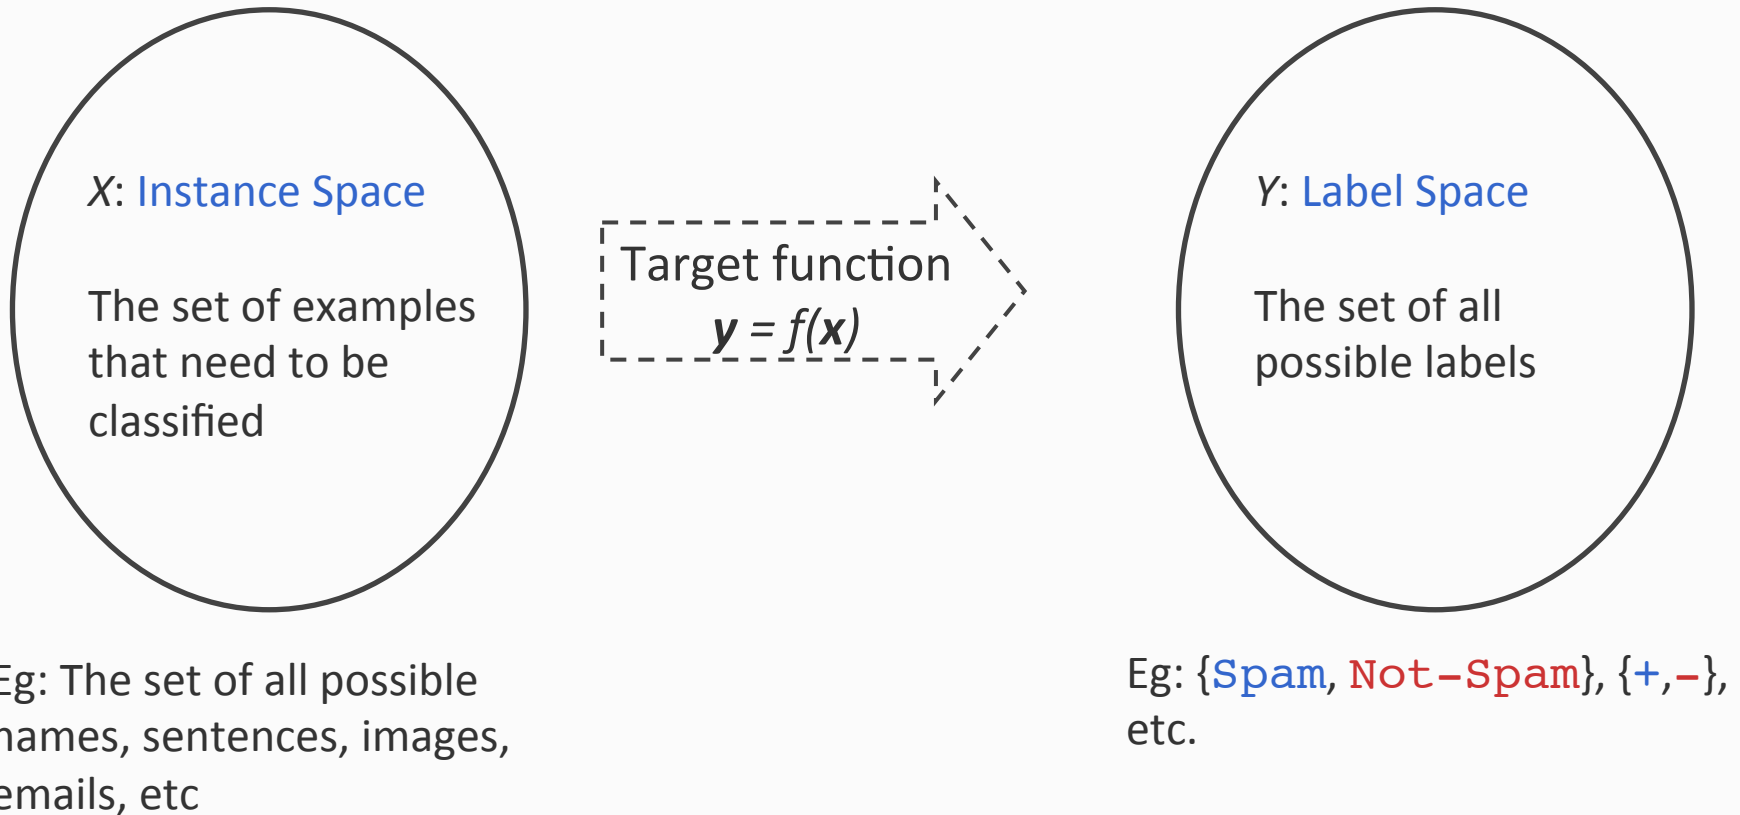 X: Instance Space
The set of examples
that need to be
classified
Target function
y = f(x)
Y: Label Space
The set of all
possible labels
Eg: The set of all possible
names, sentences, images,
emails, etc
Eg: {Spam, Not-Spam}, {+,-},
etc.